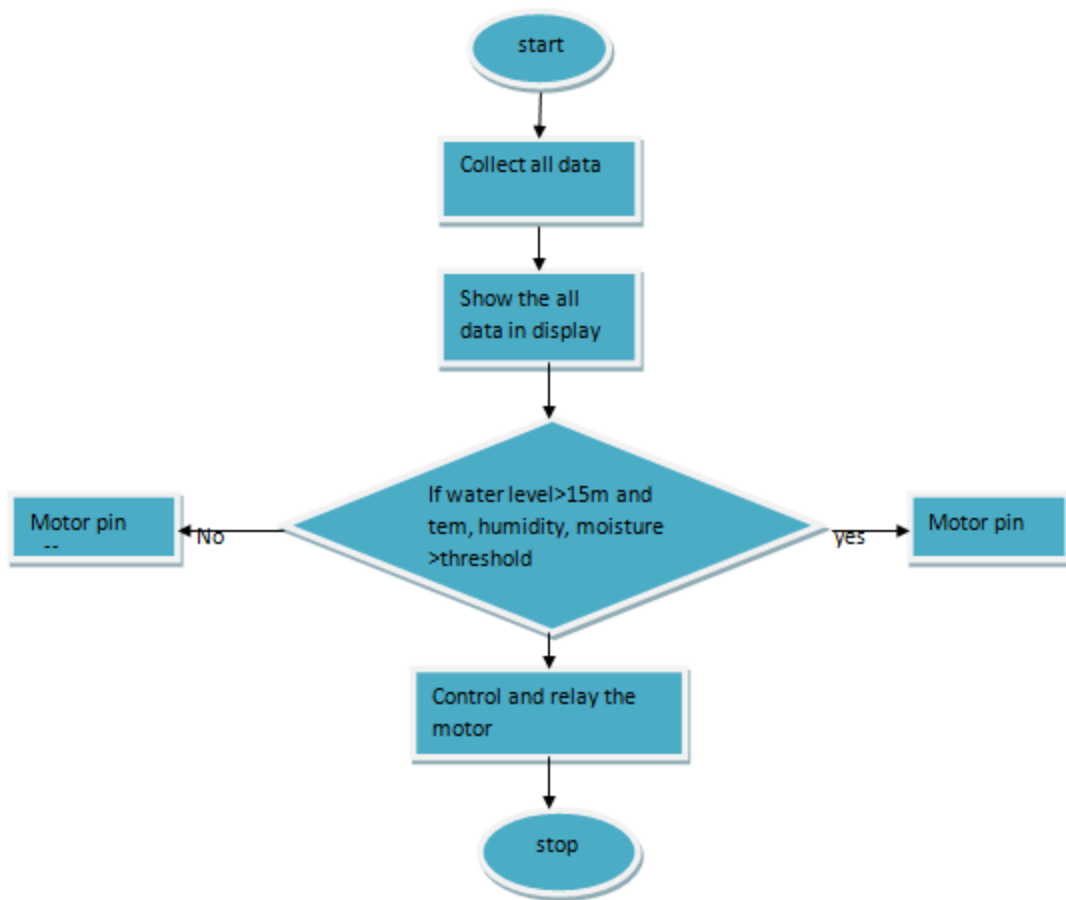 start
Collect all data
Show the all
data in display
If water level>15m and
tem, humidity, moisture
>threshold
Motor pin
No
yes
Motor pin
Control and relay the
motor
stop